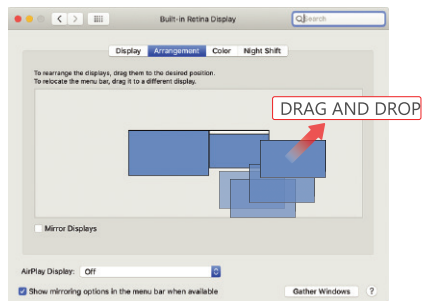 Built-in Retina Display
Search
Display Arrangement Color Night Shift
To rearrange the displays, drag them to the desired position.
To relocate the menu bar, drag it to a different display.
DRAG AND DROP
Mirror Displays
AirPlay Display: Off
Show mirroring options in the menu bar when available
Gather Windows ?